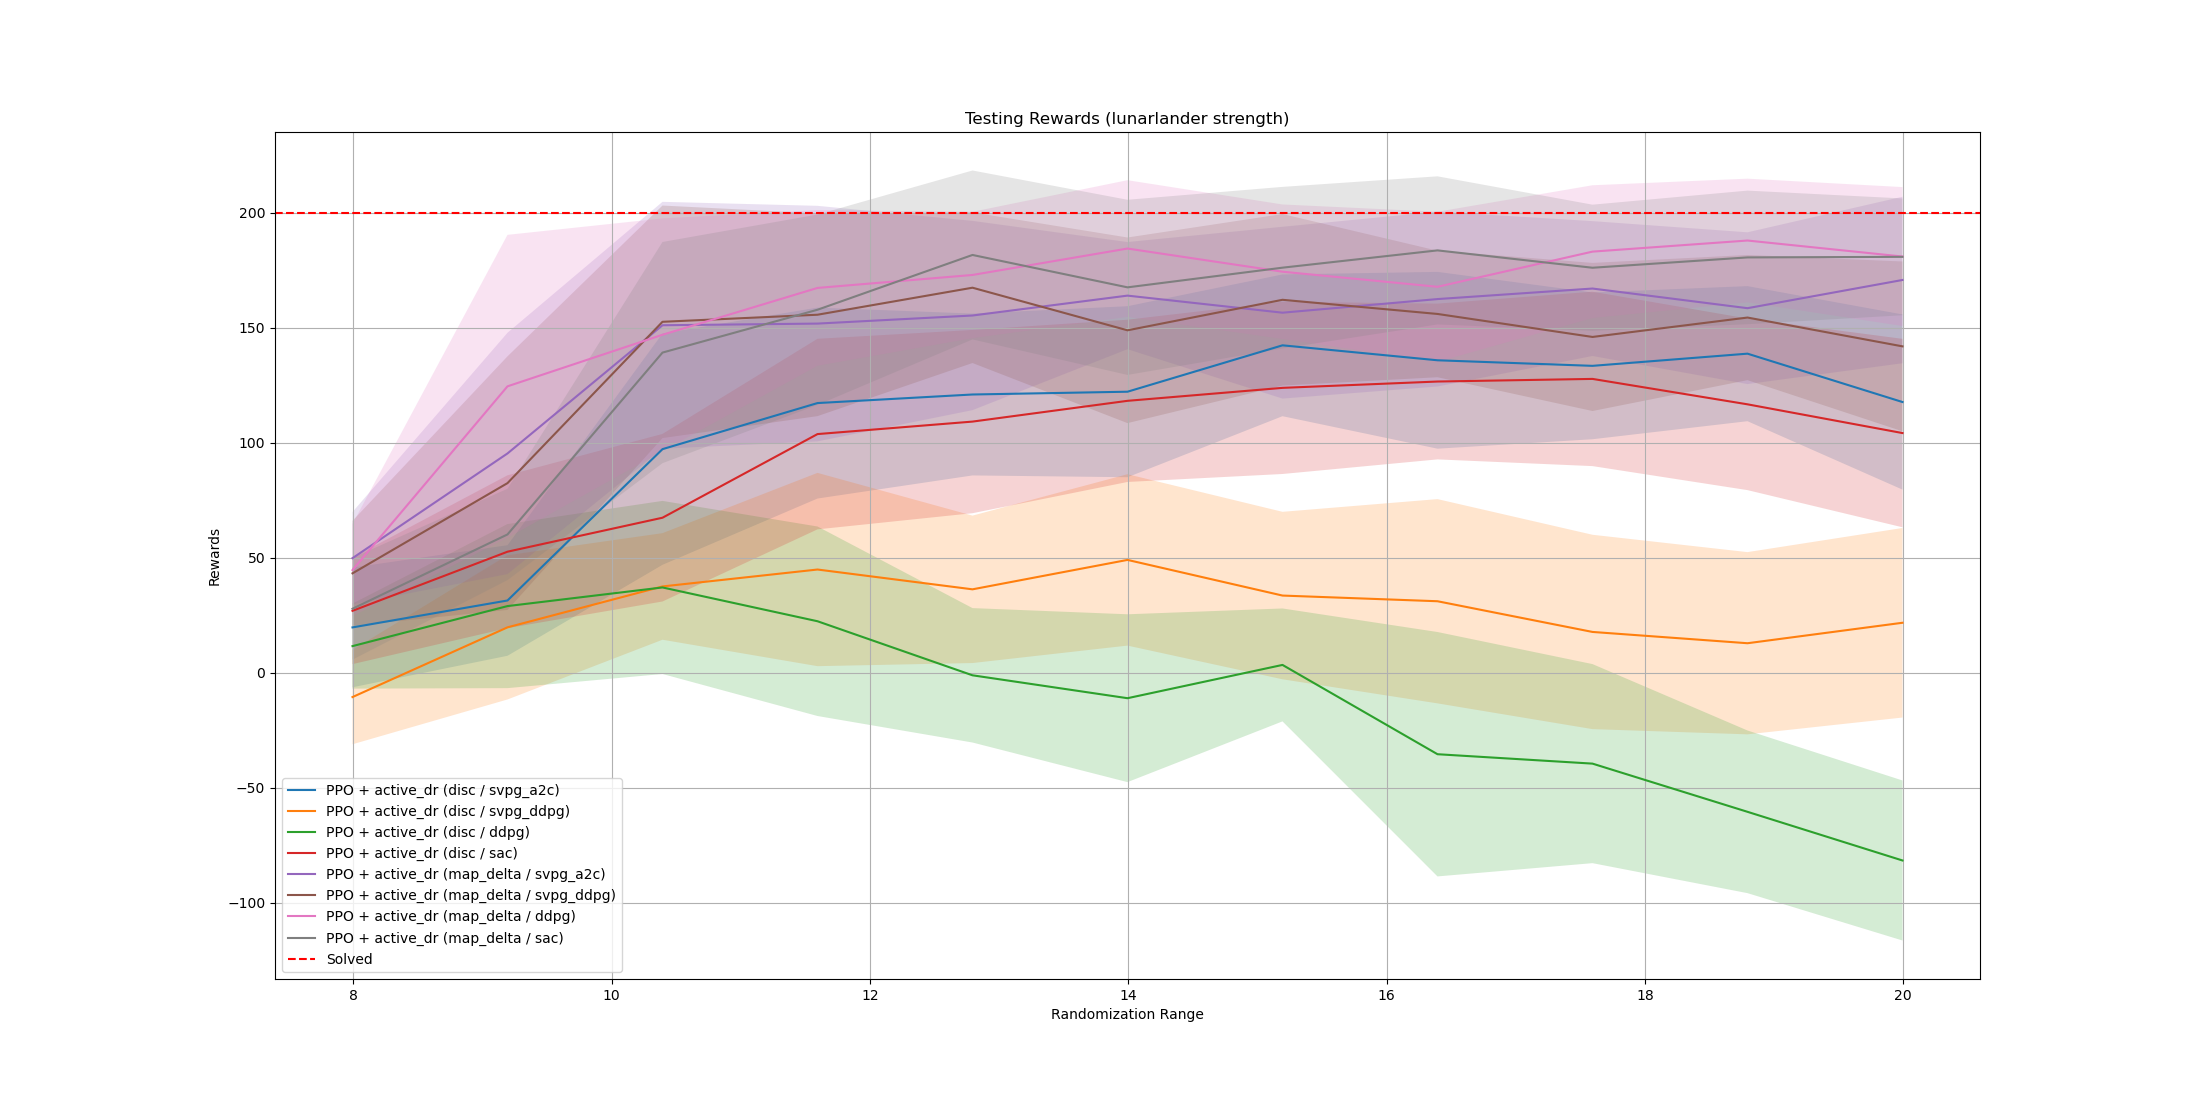 Testing Rewards (lunarlander strength)
Rewards
200
150
100
50
0
−50
−100
PPO + active_dr (disc / svpg_a2c)
PPO + active_dr (disc / svpg_ddpg)
PPO + active_dr (disc / ddpg)
PPO + active_dr (disc / sac)
PPO + active_dr (map_delta / svpg_a2c)
PPO + active_dr (map_delta / svpg_ddpg)
PPO + active_dr (map_delta / ddpg)
PPO + active_dr (map_delta / sac)
Solved
8 10 12 14 16 18 20
Randomization Range